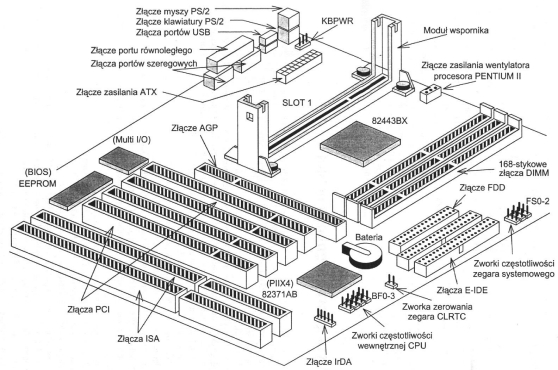 Złącze myszy PS/2
Złącze klawiatury PS/2
Złącze portów USB
KBPWR
Moduł wspornika
Złącze portu równoległego
Złącza portów szeregowych
Złącze zasilania wentylatora
procesora PENTIUM II
Złącze zasilania ATX
SLOT 1
82443BX
Złącze AGP
(Multi I/O)
(BIOS)
EEPROM
168-stykowe
złącza DIMM
Złącze FDD
FS0-2
Bateria
Zworki częstotliwości
zegara systemowego
(PIIX4)
82371AB
BF0-3
Złącza E-IDE
Złącza PCI
Zworka zerowania
zegara CLRTC
Złącza ISA
Zworki częstotliwości
wewnętrznej CPU
Złącze IrDA